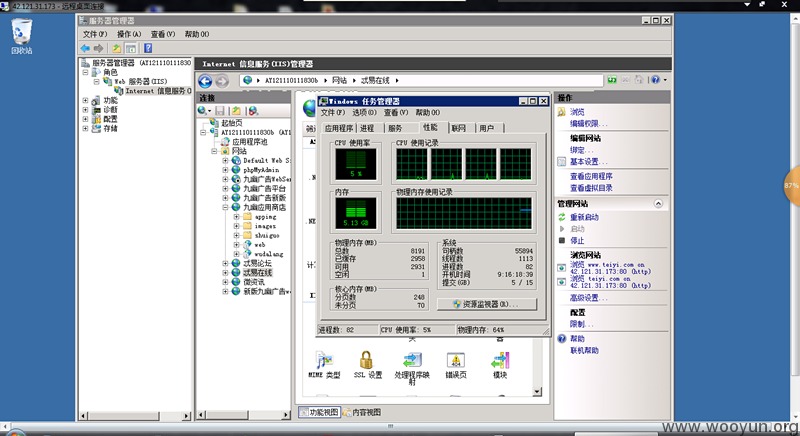 42.121.31.173 - 远程桌面连接
回收站
服务器管理器
文件(F) 操作(A) 查看(V) 帮助(H)
服务器管理器 (AY121110111830
角色
Web 服务器(IIS)
Internet 信息服务(I
功能
诊断
配置
存储
Internet 信息服务(IIS)管理器
AY121110111830b 网站 忒易在线
连接
起始页
AY121110111830b (AY1211101
应用程序池
网站
Default Web S
phpMyAdmin
九幽广告WebServ
九幽广告平台
九幽广告新版
九幽应用商店
apping
images
shuiguo
web
wudalang
忒易论坛
忒易在线
微资讯
新版九幽广告w
Windows 任务管理器
文件(F) 选项(O) 查看(V) 帮助(H)
应用程序 进程 服务 性能 联网 用户
CPU 使用率 CPU 使用记录
5 %
内存 物理内存使用记录
5.13 GB
物理内存(MB)
总数 8191
已缓存 2958
可用 2931
空闲 1
核心内存(MB)
分页数 248
未分页 70
系统
句柄数 55894
线程数 1113
进程数 82
开机时间 9:16:18:39
提交(GB) 5 / 15
资源监视器(R)...
进程数: 82 CPU 使用率: 5% 物理内存: 64%
MIME 类型 SSL 设置 处理程序映射 错误页 模块
功能视图 内容视图
操作
浏览
编辑权限...
编辑网站
绑定...
基本设置...
查看应用程序
查看虚拟目录
管理网站
重新启动
启动
停止
浏览网站
浏览 www.teiyi.com on 42.121.31.173:80 (http)
浏览 teiyi.com on 42.121.31.173:80 (http)
高级设置...
配置
限制...
帮助
联机帮助
87%
www.wooyun.org